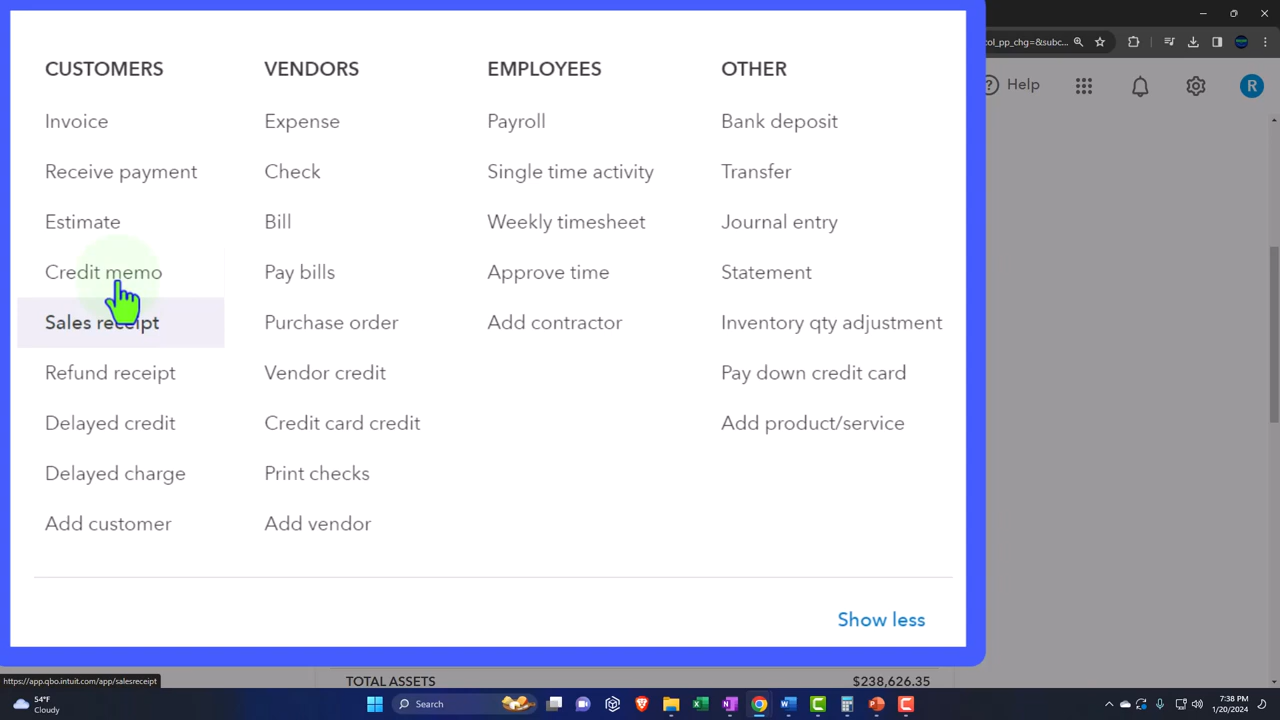 col_pp_chg=&subc...
Help
R
CUSTOMERS
Invoice
Receive payment
Estimate
Credit memo
Sales receipt
Refund receipt
Delayed credit
Delayed charge
Add customer
VENDORS
Expense
Check
Bill
Pay bills
Purchase order
Vendor credit
Credit card credit
Print checks
Add vendor
EMPLOYEES
Payroll
Single time activity
Weekly timesheet
Approve time
Add contractor
OTHER
Bank deposit
Transfer
Journal entry
Statement
Inventory qty adjustment
Pay down credit card
Add product/service
Show less
https://app.qbo.intuit.com/app/salesreceipt
TOTAL ASSETS $238,626.35
54°F
Cloudy
Search
7:38 PM
1/20/2024